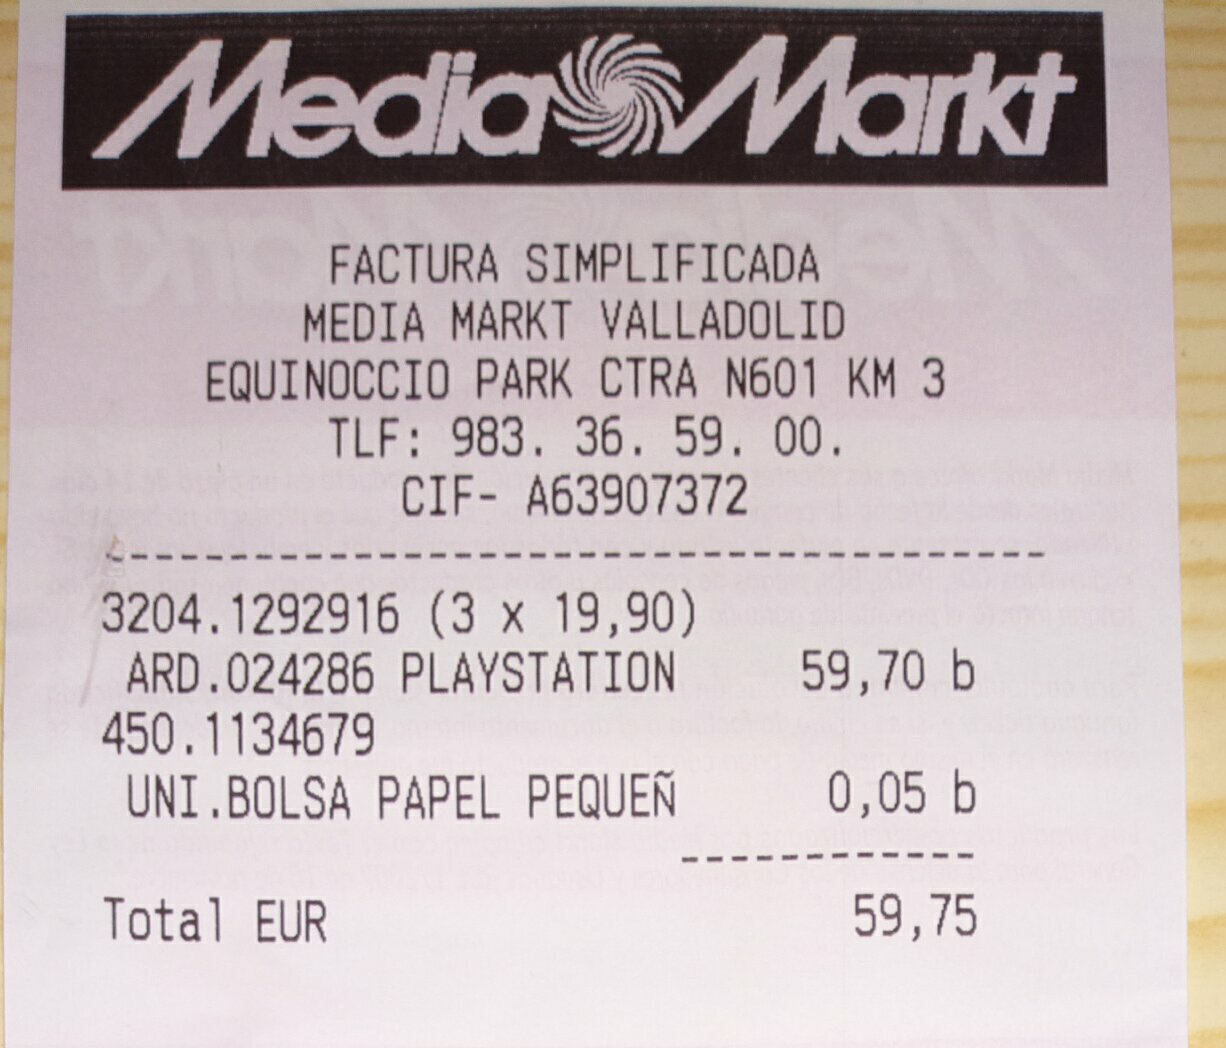 Media Markt
FACTURA SIMPLIFICADA
MEDIA MARKT VALLADOLID
EQUINOCCIO PARK CTRA N601 KM 3
TLF: 983. 36. 59. 00.
CIF- A63907372
3204.1292916 (3 x 19,90)
ARD.024286 PLAYSTATION 59,70 b
450.1134679
UNI.BOLSA PAPEL PEQUEÑ 0,05 b
Total EUR 59,75